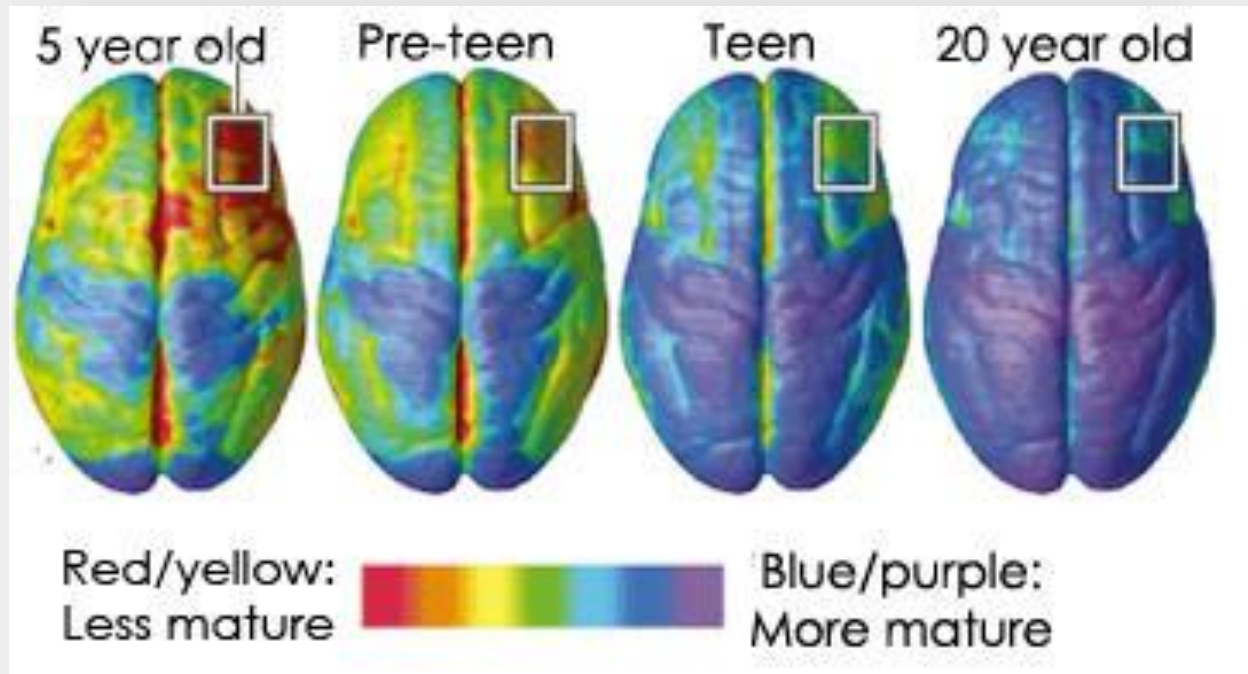 5 year old
Pre-teen
Teen
20 year old
Red/yellow:
Less mature
Blue/purple:
More mature